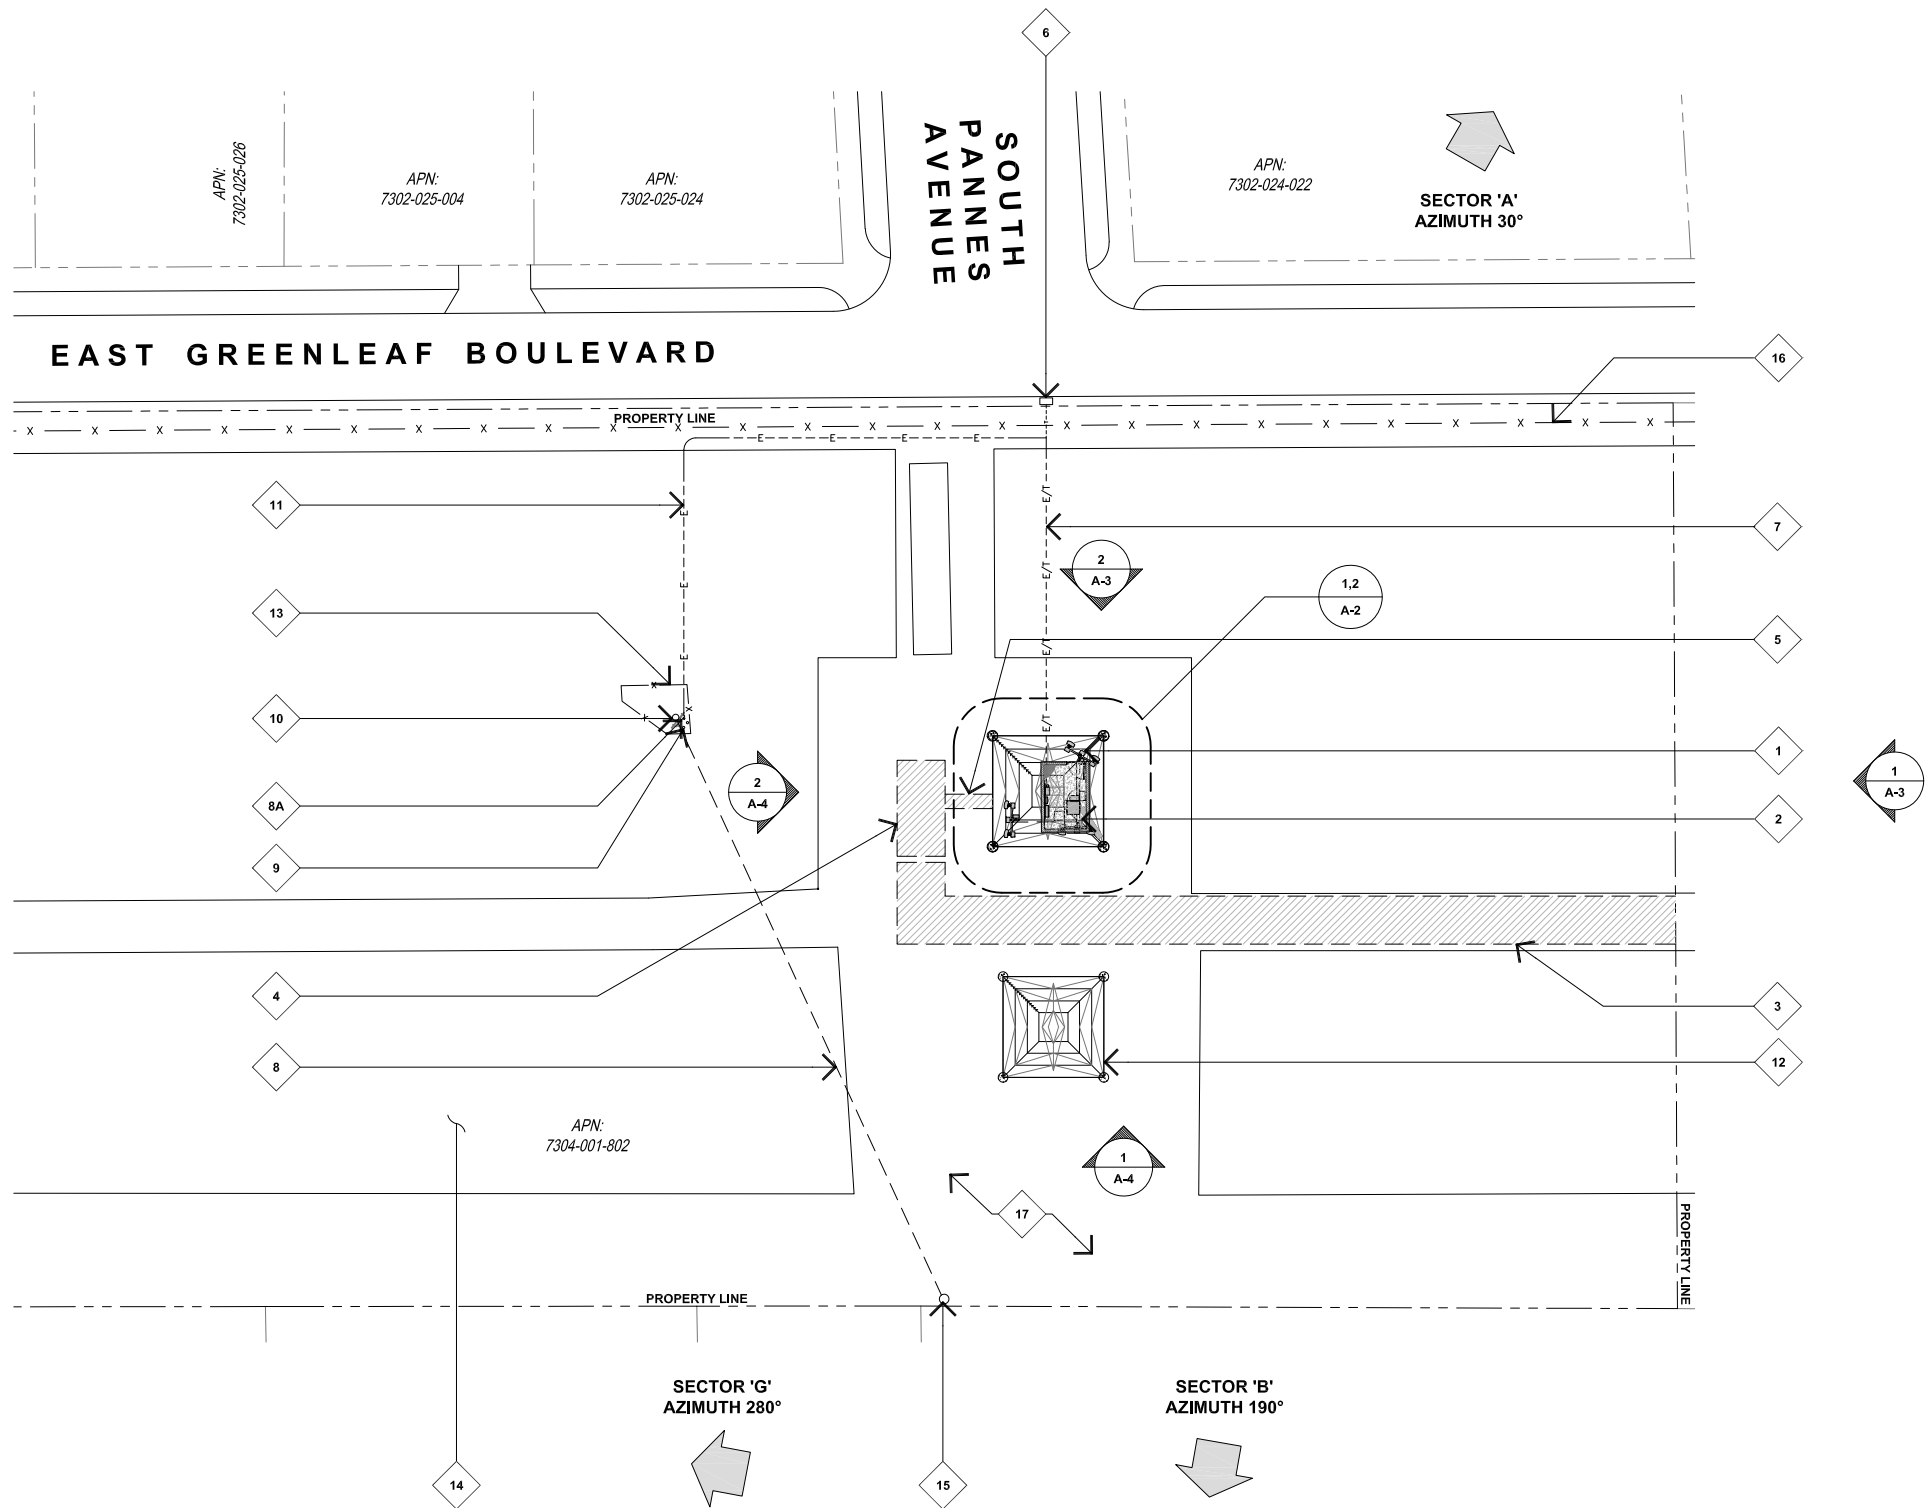 6
SOUTH
PANNES
AVENUE
APN:
7302-025-026
APN:
7302-025-004
APN:
7302-025-024
APN:
7302-024-022
SECTOR 'A'
AZIMUTH 30°
EAST GREENLEAF BOULEVARD
16
PROPERTY LINE
X X X X X X X X X X X X X X X X X X X X X X X X X X
E E E E
11
E
E/T
7
2
A-3
E/T
1,2
A-2
E
13
5
E
E/T
10
X
X
X
E/T
1
2
A-4
1
A-3
8A
2
9
4
3
8
12
APN:
7304-001-802
1
A-4
17
PROPERTY LINE
PROPERTY LINE
SECTOR 'G'
AZIMUTH 280°
SECTOR 'B'
AZIMUTH 190°
14
15